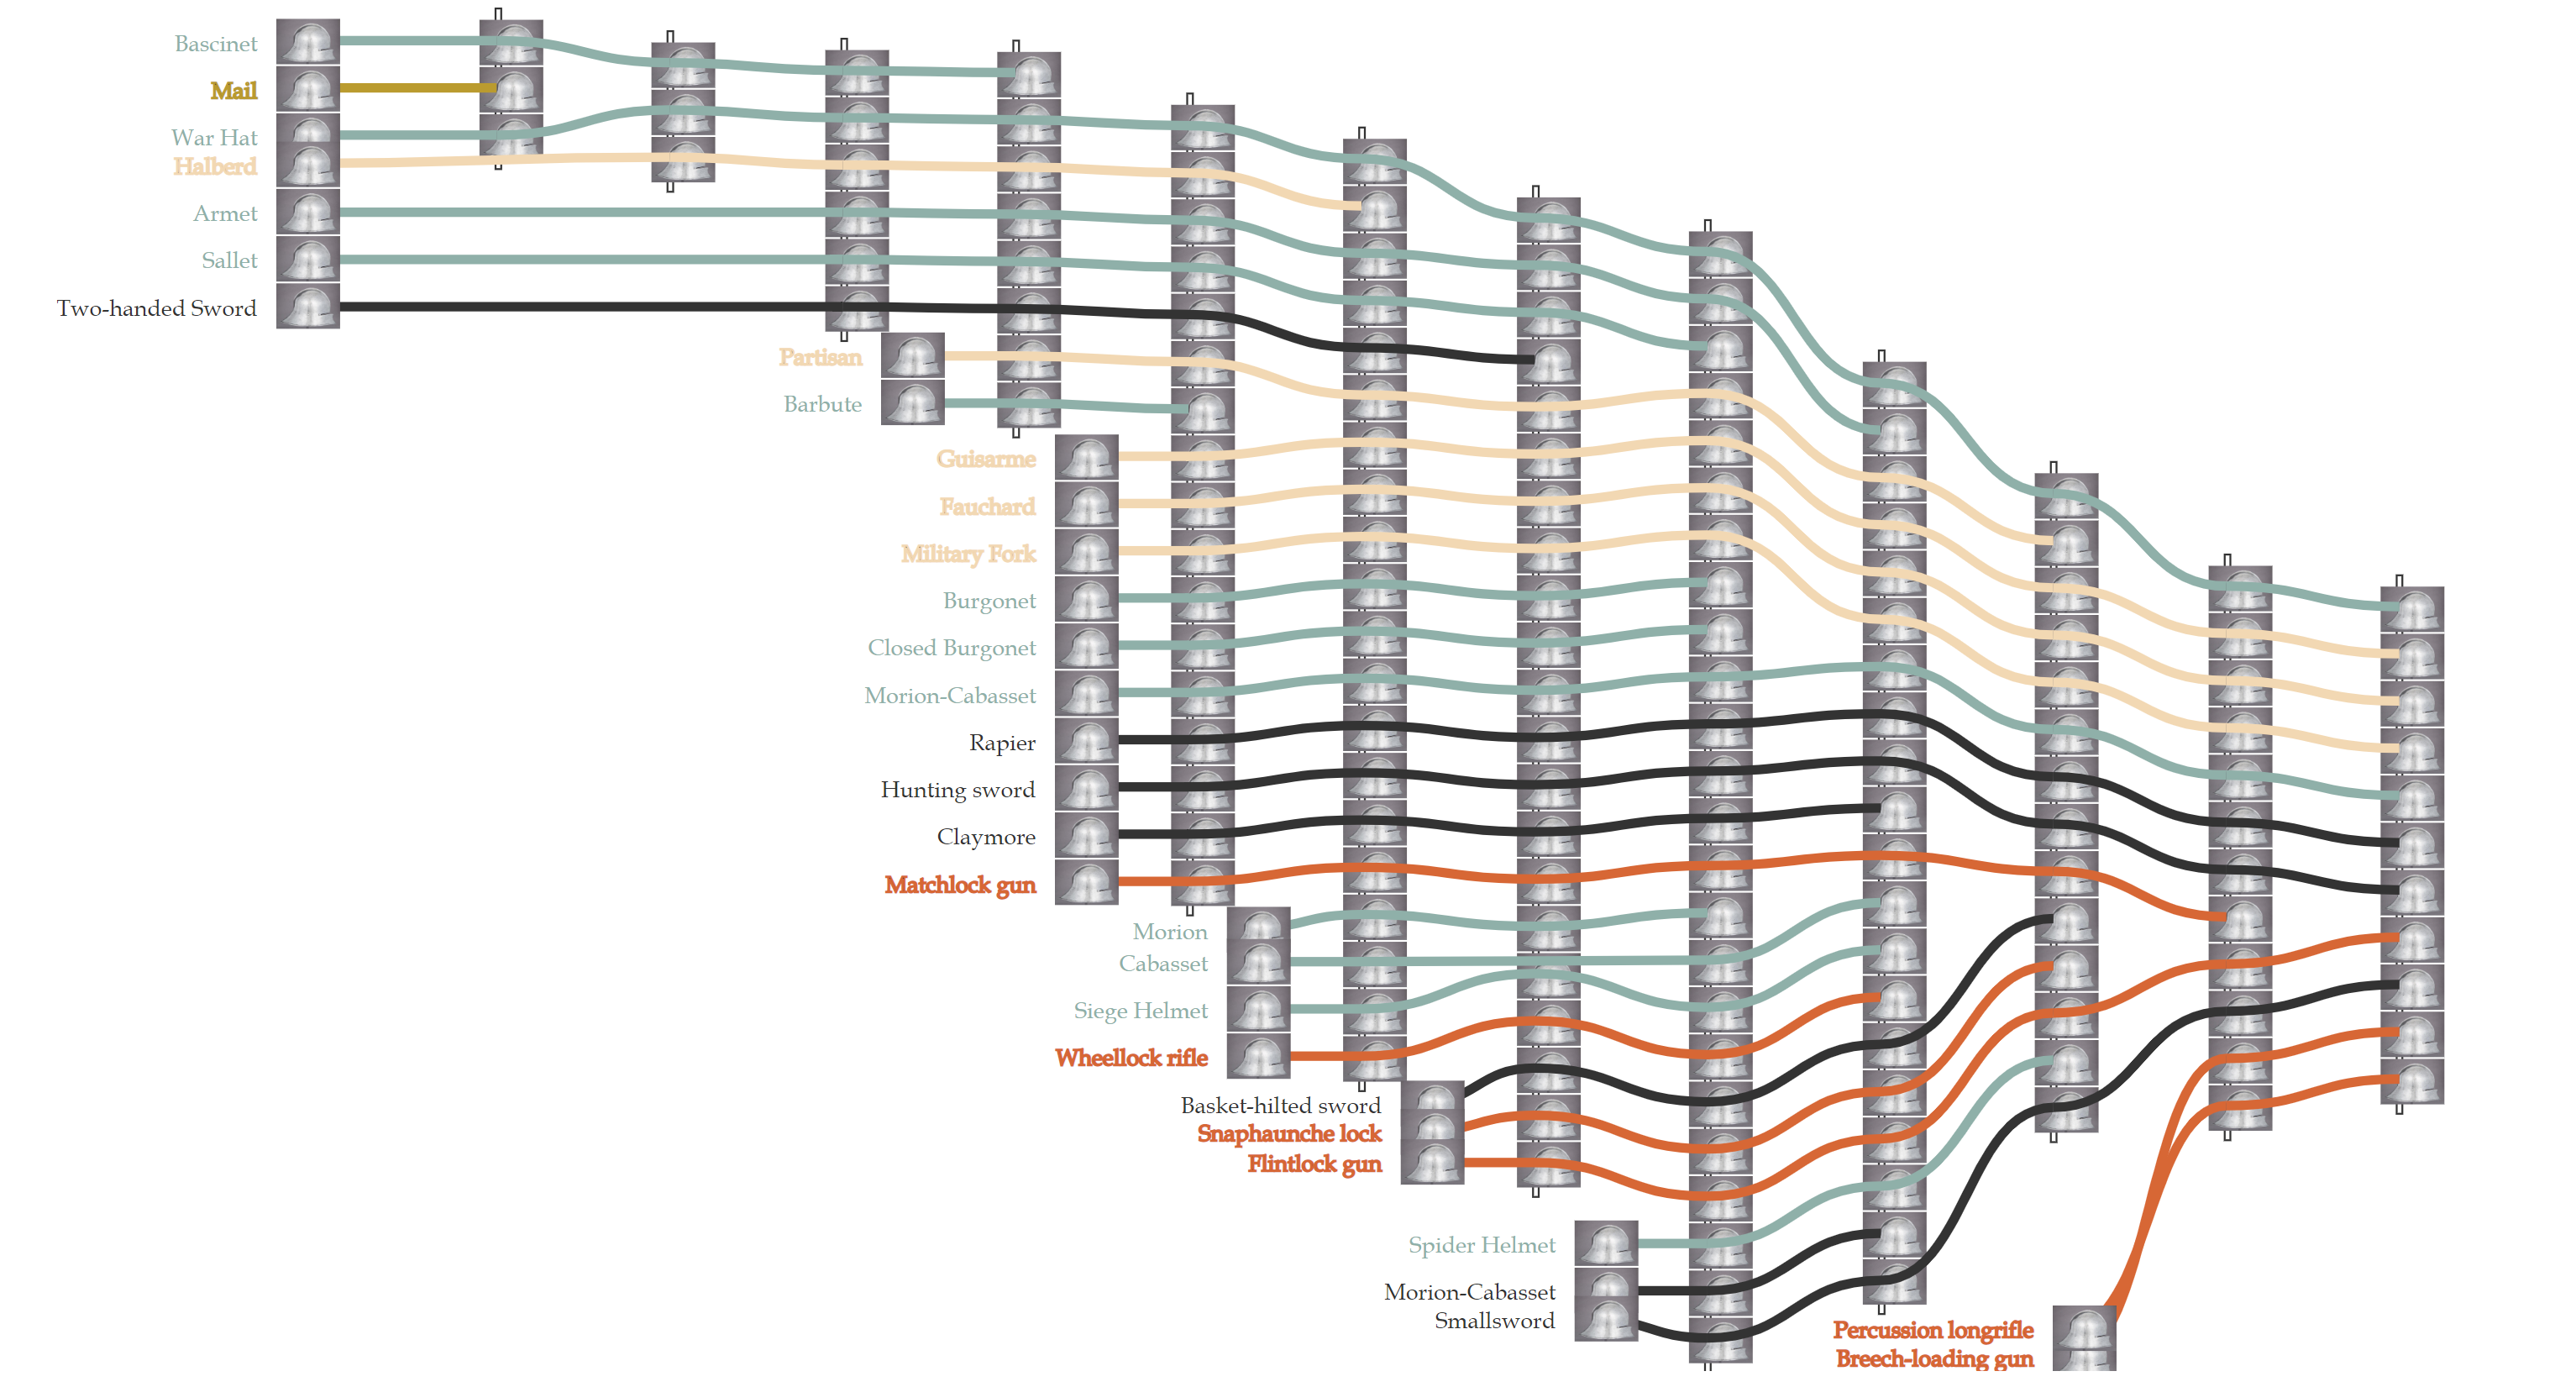 Bascinet
Mail
War Hat
Halberd
Armet
Sallet
Two-handed Sword
Partisan
Barbute
Guisarme
Fauchard
Military Fork
Burgonet
Closed Burgonet
Morion-Cabasset
Rapier
Hunting sword
Claymore
Matchlock gun
Morion
Cabasset
Siege Helmet
Wheellock rifle
Basket-hilted sword
Snaphaunche lock
Flintlock gun
Spider Helmet
Morion-Cabasset
Smallsword
Percussion longrifle
Breech-loading gun